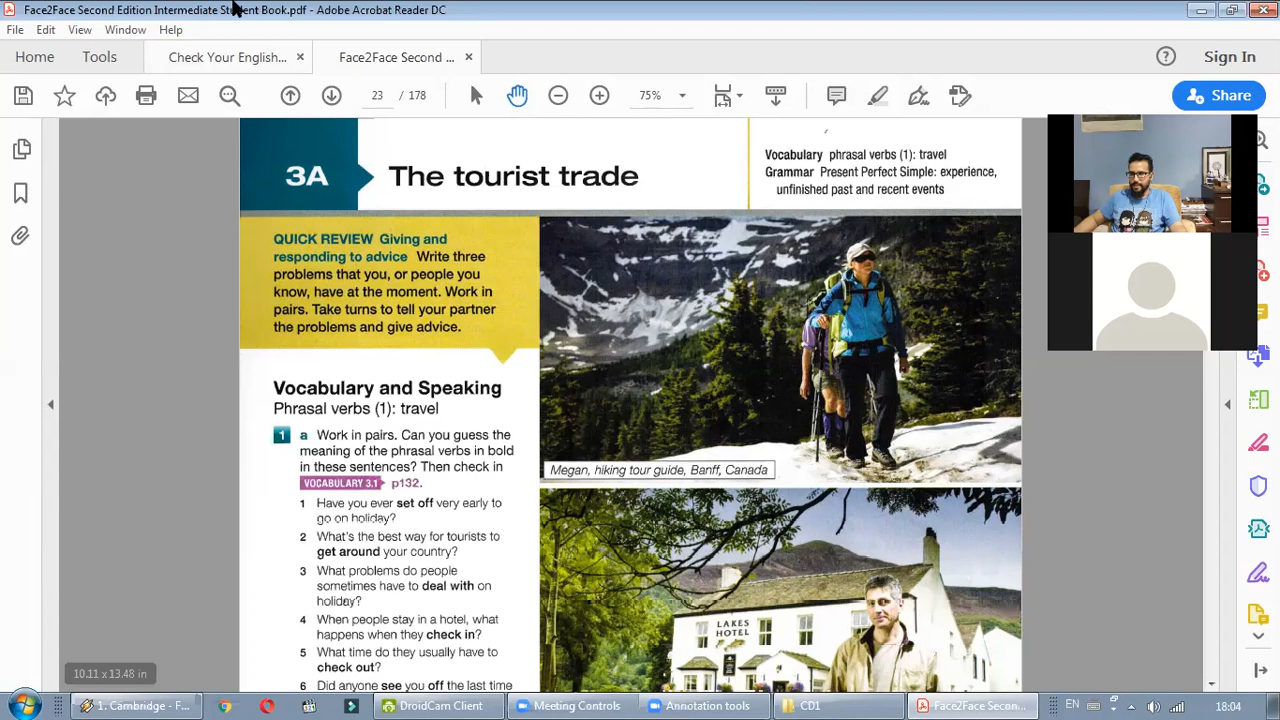 Face2Face Second Edition Intermediate Student Book.pdf - Adobe Acrobat Reader DC
File Edit View Window Help
Home Tools Check Your English... × Face2Face Second ... × Sign In
23 / 178 75% Share
3A The tourist trade
Vocabulary phrasal verbs (1): travel
Grammar Present Perfect Simple: experience,
unfinished past and recent events
QUICK REVIEW Giving and
responding to advice Write three
problems that you, or people you
know, have at the moment. Work in
pairs. Take turns to tell your partner
the problems and give advice.
Vocabulary and Speaking
Phrasal verbs (1): travel
1 a Work in pairs. Can you guess the
meaning of the phrasal verbs in bold
in these sentences? Then check in
VOCABULARY 3.1 p132.
1 Have you ever set off very early to
go on holiday?
2 What's the best way for tourists to
get around your country?
3 What problems do people
sometimes have to deal with on
holiday?
4 When people stay in a hotel, what
happens when they check in?
5 What time do they usually have to
check out?
6 Did anyone see you off the last time
Megan, hiking tour guide, Banff, Canada
LAKES
HOTEL
10.11 x 13.48 in
1. Cambridge - F... DroidCam Client Meeting Controls Annotation tools CD1 Face2Face Secon... EN 18:04